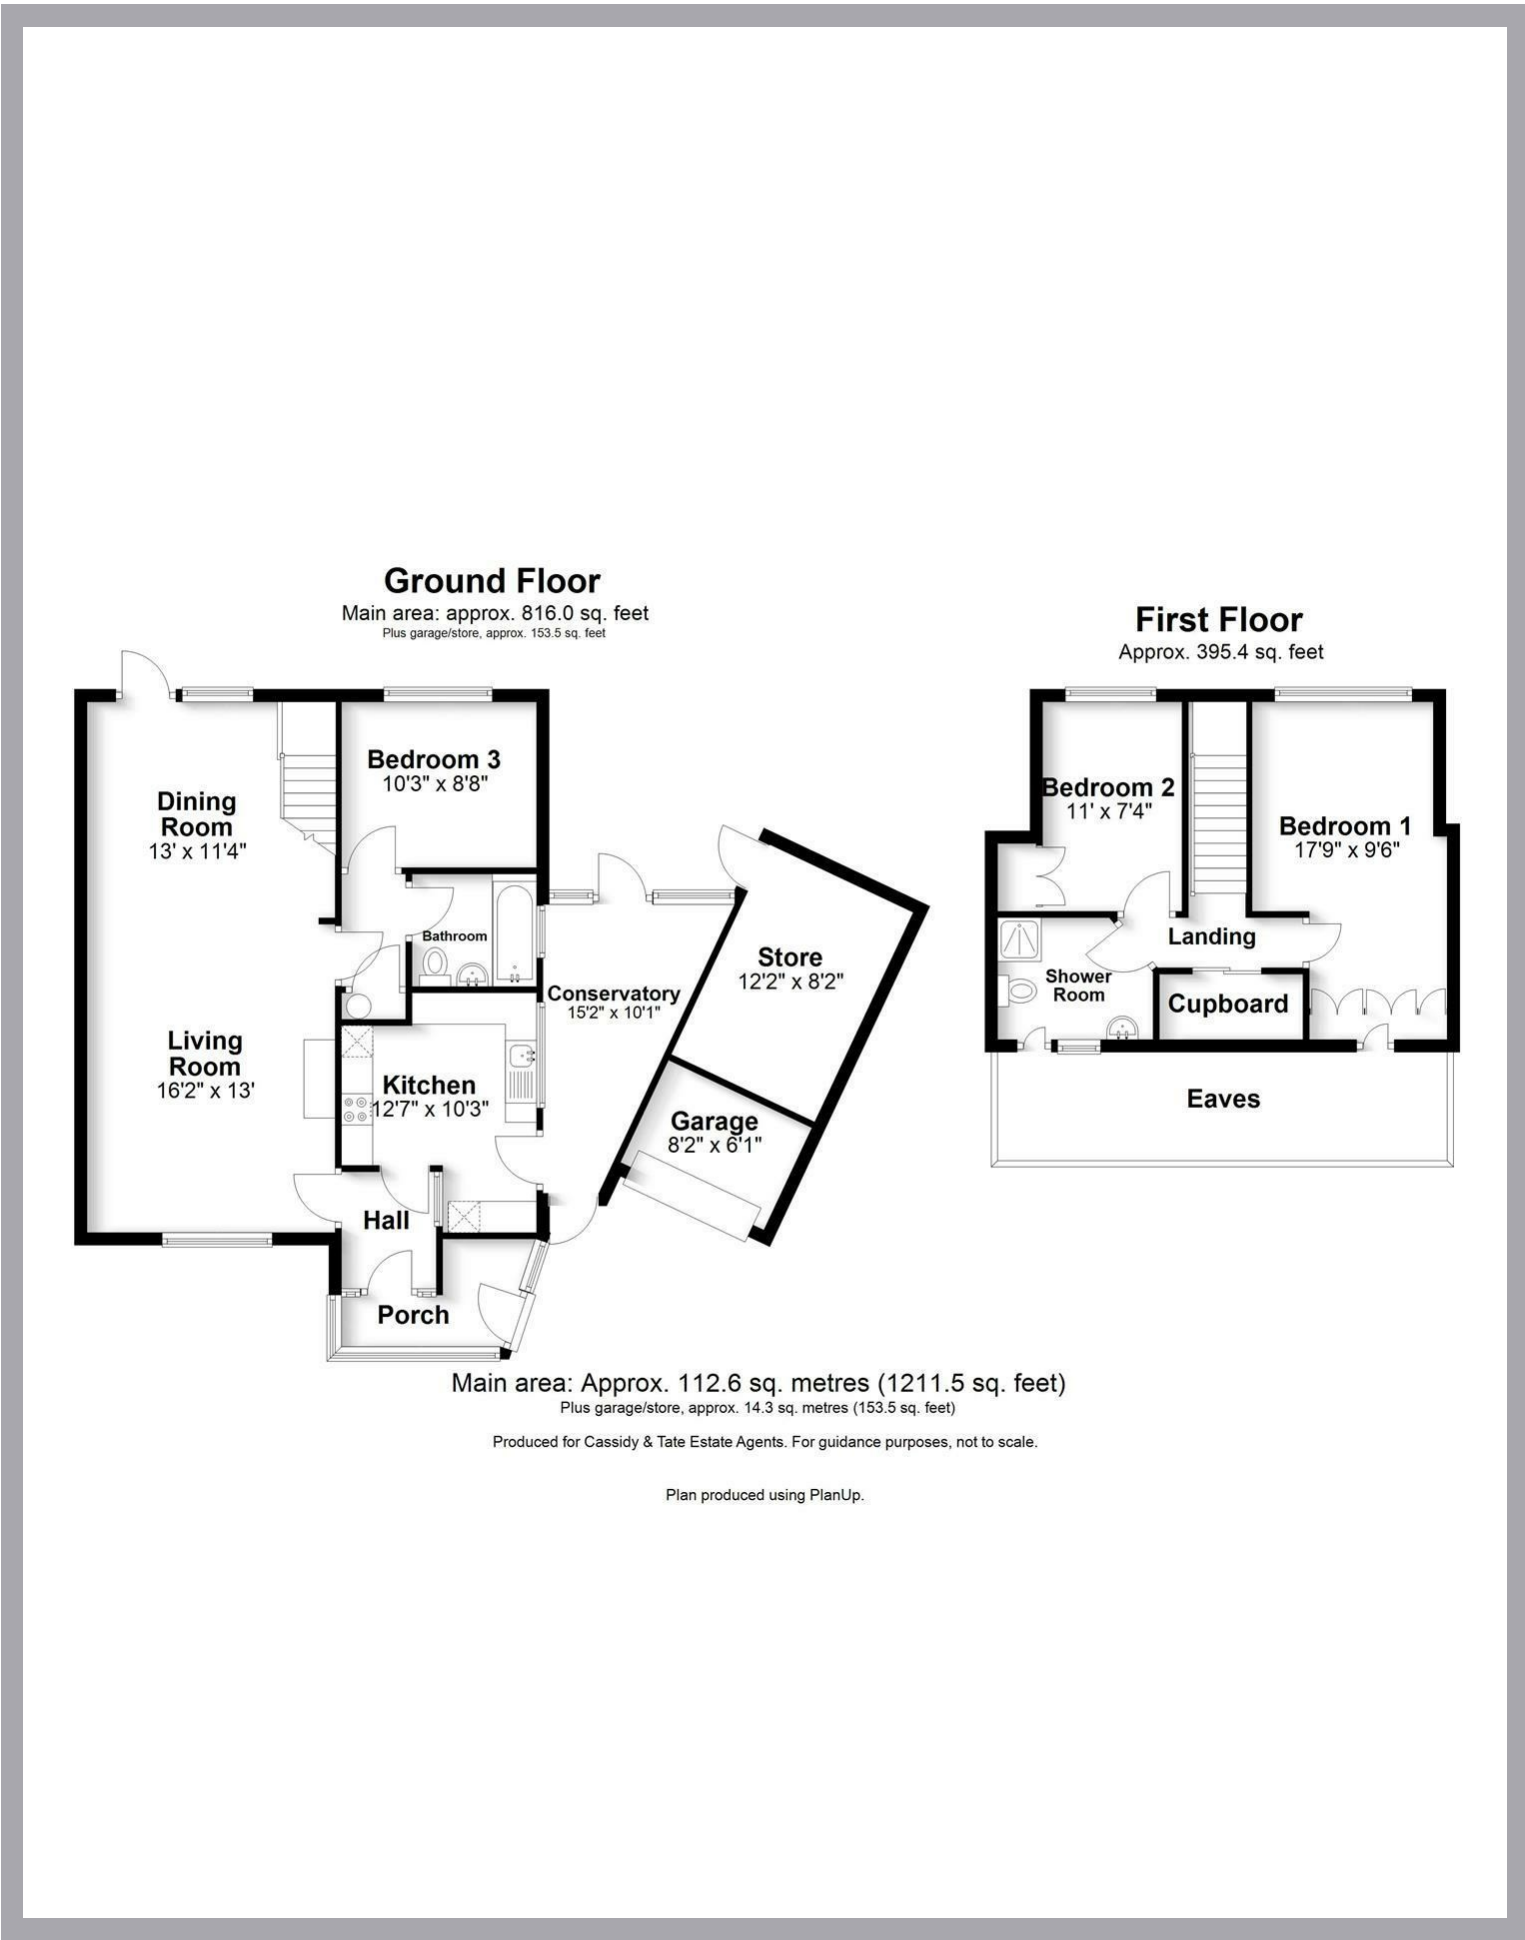 Ground Floor
Main area: approx. 816.0 sq. feet
Plus garage/store, approx. 153.5 sq. feet
First Floor
Approx. 395.4 sq. feet
Bedroom 3
10'3" x 8'8"
Dining
Room
13' x 11'4"
Bathroom
Conservatory
15'2" x 10'1"
Store
12'2" x 8'2"
Living
Room
16'2" x 13'
Kitchen
12'7" x 10'3"
Garage
8'2" x 6'1"
Hall
Porch
Bedroom 2
11' x 7'4"
Bedroom 1
17'9" x 9'6"
Landing
Shower
Room
Cupboard
Eaves
Main area: Approx. 112.6 sq. metres (1211.5 sq. feet)
Plus garage/store, approx. 14.3 sq. metres (153.5 sq. feet)
Produced for Cassidy & Tate Estate Agents. For guidance purposes, not to scale.
Plan produced using PlanUp.